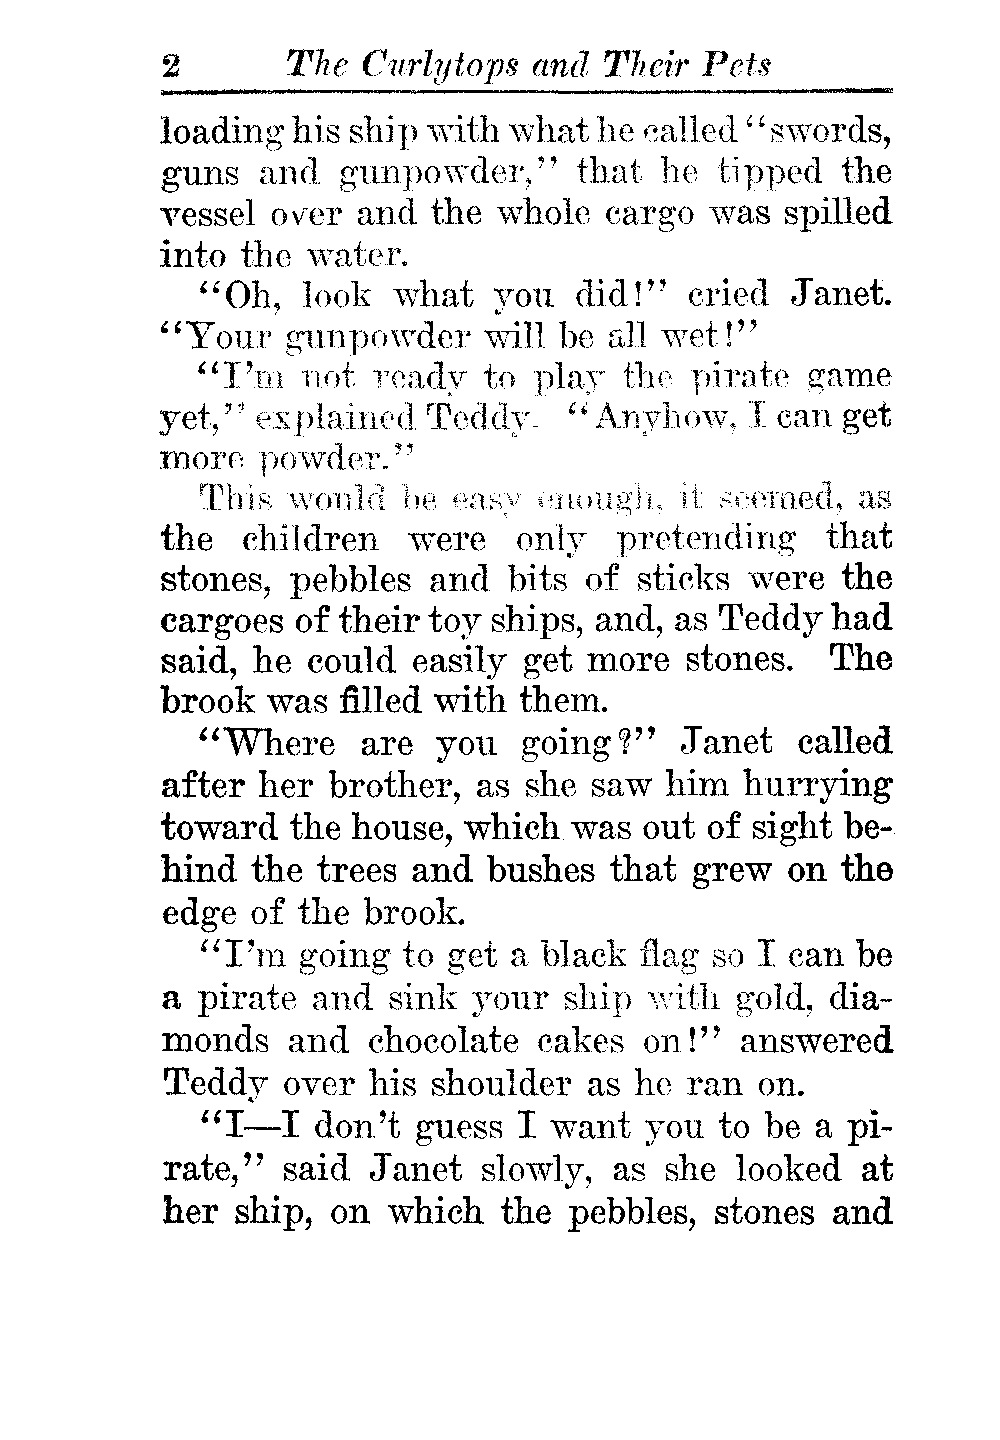 2 The Curlytops and Their Pets
loading his ship with what he called "swords,
guns and gunpowder," that he tipped the
vessel over and the whole cargo was spilled
into the water.
"Oh, look what you did!" cried Janet.
"Your gunpowder will be all wet!"
"I'm not ready to play the pirate game
yet," explained Teddy. "Anyhow, I can get
more powder."
This would be easy enough, it seemed, as
the children were only pretending that
stones, pebbles and bits of sticks were the
cargoes of their toy ships, and, as Teddy had
said, he could easily get more stones. The
brook was filled with them.
"Where are you going?" Janet called
after her brother, as she saw him hurrying
toward the house, which was out of sight be-
hind the trees and bushes that grew on the
edge of the brook.
"I'm going to get a black flag so I can be
a pirate and sink your ship with gold, dia-
monds and chocolate cakes on!" answered
Teddy over his shoulder as he ran on.
"I—I don't guess I want you to be a pi-
rate," said Janet slowly, as she looked at
her ship, on which the pebbles, stones and